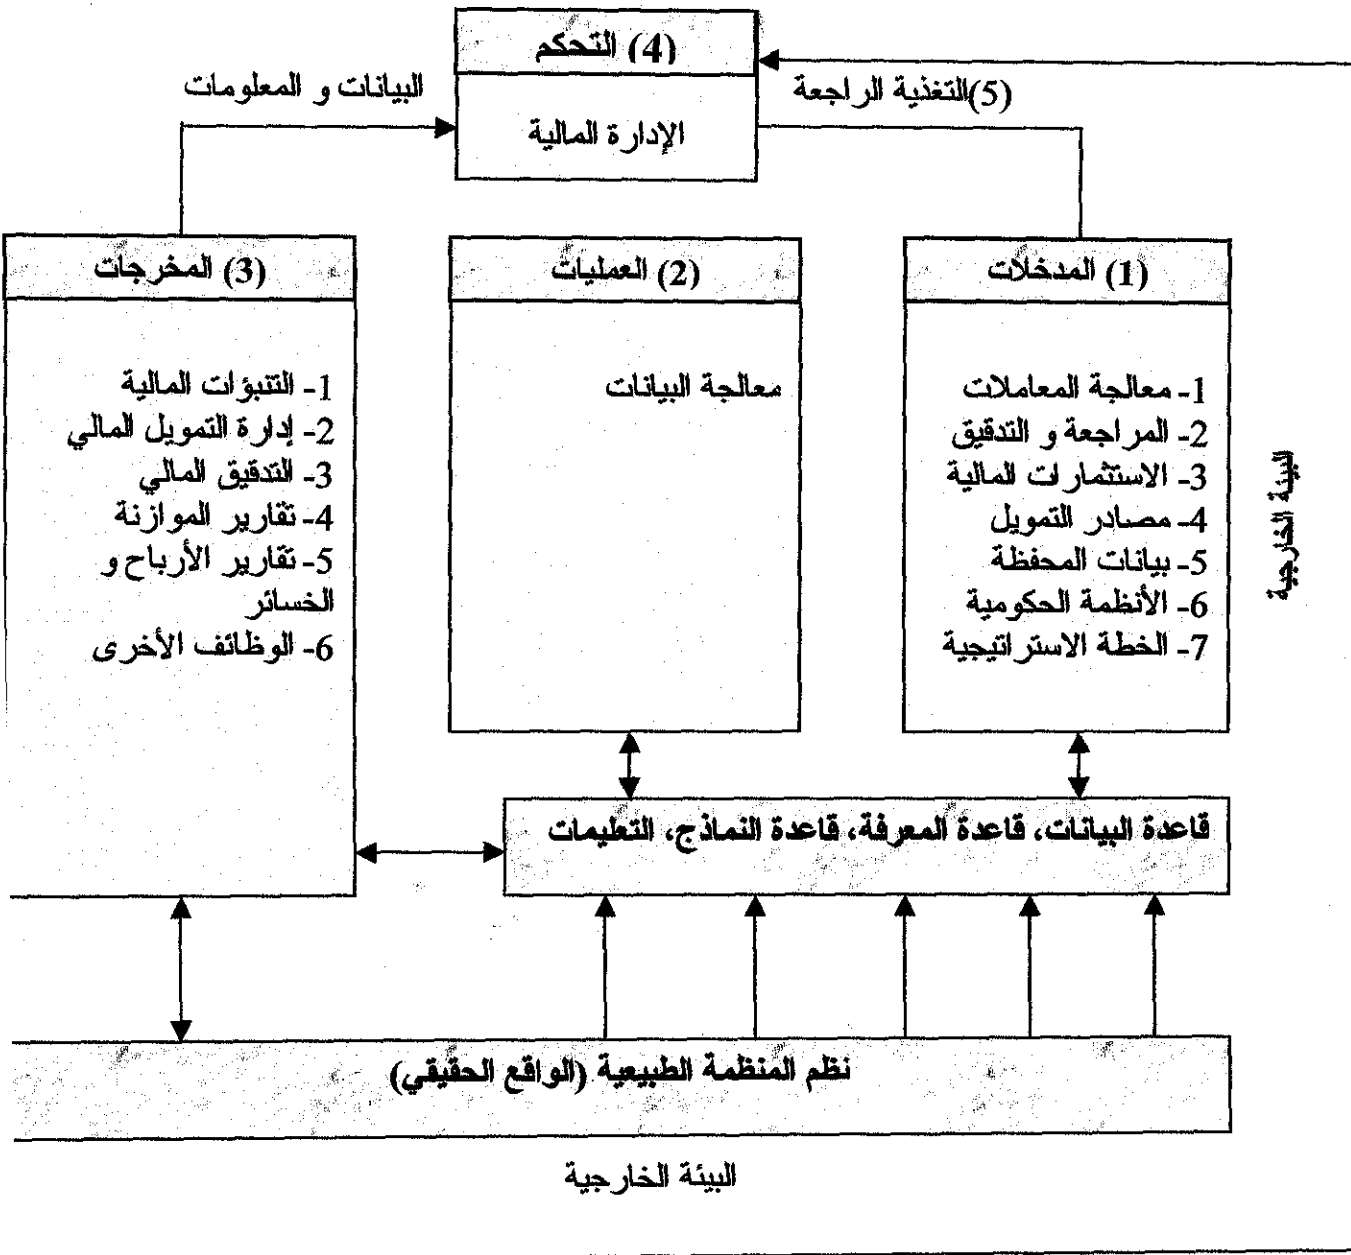 (4) التحكم
الإدارة المالية
(5)التغذية الراجعة
البيانات و المعلومات
(1) المدخلات
1- معالجة المعاملات
2- المراجعة و التدقيق
3- الاستثمارات المالية
4- مصادر التمويل
5- بيانات المحفظة
6- الأنظمة الحكومية
7- الخطة الاستراتيجية
(2) العمليات
معالجة البيانات
(3) المخرجات
1- التنبؤات المالية
2- إدارة التمويل المالي
3- التدقيق المالي
4- تقارير الموازنة
5- تقارير الأرباح و
الخسائر
6- الوظائف الأخرى
البيئة الخارجية
قاعدة البيانات، قاعدة المعرفة، قاعدة النماذج، التعليمات
نظم المنظمة الطبيعية (الواقع الحقيقي)
البيئة الخارجية